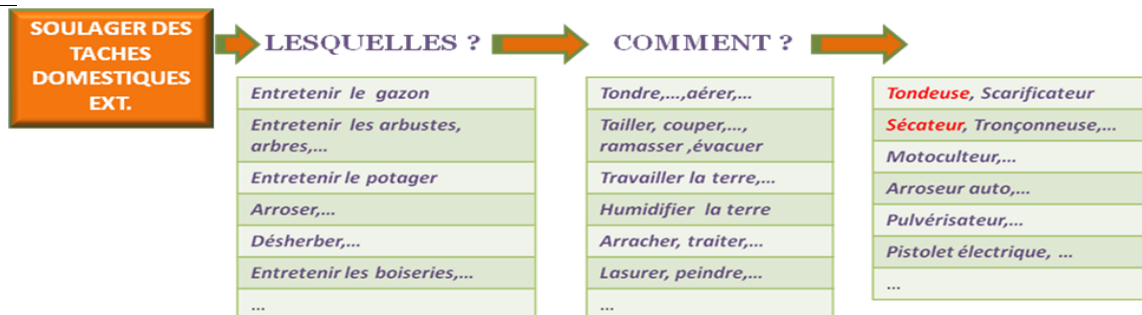 SOULAGER DES
TACHES
DOMESTIQUES
EXT.
LESQUELLES ?
COMMENT ?
Entretenir le gazon
Entretenir les arbustes,
arbres,...
Entretenir le potager
Arroser,...
Désherber,...
Entretenir les boiseries,...
...
Tondre,...,aérer,...
Tailler, couper,...,
ramasser ,évacuer
Travailler la terre,...
Humidifier la terre
Arracher, traiter,...
Lasurer, peindre,...
...
Tondeuse, Scarificateur
Sécateur, Tronçonneuse,...
Motoculteur,...
Arroseur auto,...
Pulvérisateur,...
Pistolet électrique, ...
...